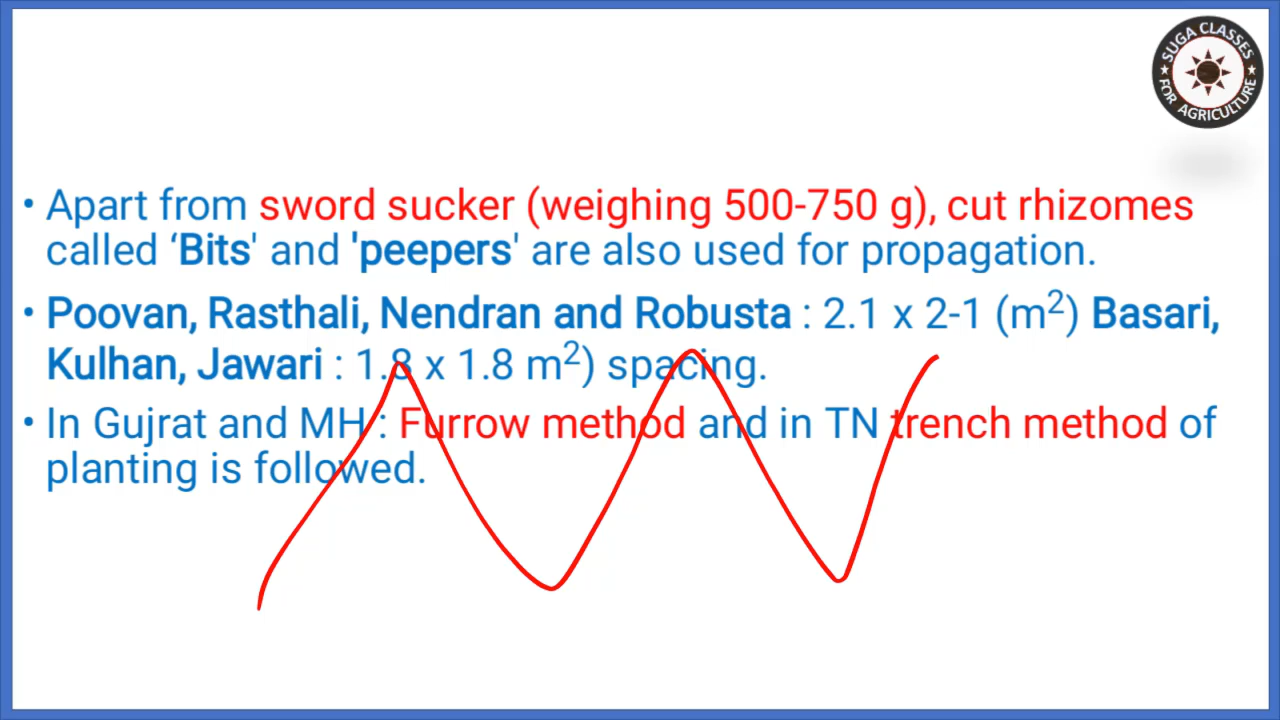 SUGA CLASSES
FOR AGRICULTURE
• Apart from sword sucker (weighing 500-750 g), cut rhizomes
called ‘Bits' and 'peepers' are also used for propagation.
• Poovan, Rasthali, Nendran and Robusta : 2.1 x 2-1 (m²) Basari,
Kulhan, Jawari : 1.8 x 1.8 m²) spacing.
• In Gujrat and MH : Furrow method and in TN trench method of
planting is followed.